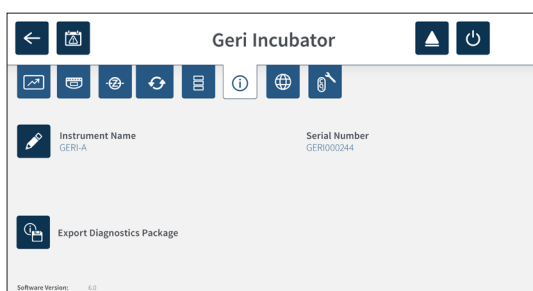 Geri Incubator
Instrument Name
GERI-A
Serial Number
GERI000244
Export Diagnostics Package
Software Version: 6.0